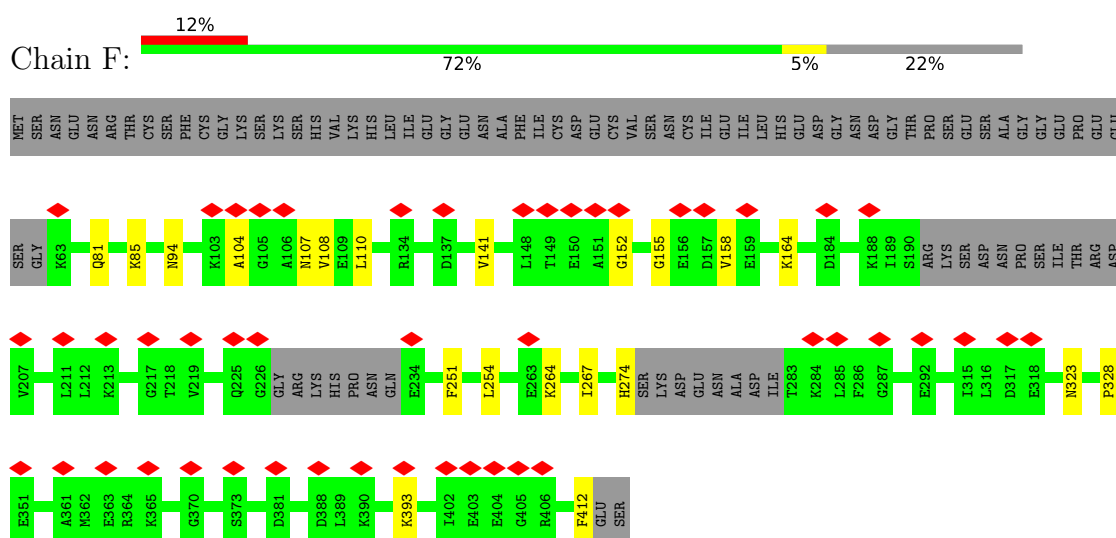 12%
Chain F:
72% 5% 22%
MET SER ASN GLU ASN ARG THR CYS SER PHE CYS GLY LYS SER LYS SER HIS VAL LYS HIS LEU ILE GLU GLY GLU ASN ALA PHE ILE CYS ASP GLU CYS VAL SER ASN CYS ILE GLU ILE LEU HIS GLU ASP GLY ASN ASP GLY THR PRO SER GLU SER ALA GLY GLY GLU PRO GLU GLU
SER GLY K63 Q81 K85 N94 K103 A104 G105 A106 N107 V108 E109 L110 R134 D137 V141 L148 T149 E150 A151 G152 G155 E156 D157 V158 E159 K164 D184 K188 I189 S190 ARG LYS SER ASP ASN PRO SER ILE THR ARG ASP
V207 L211 L212 K213 G217 T218 V219 Q225 G226 GLY ARG LYS HIS PRO ASN GLN E234 F251 L254 E263 K264 I267 H274 SER LYS ASP GLU ASN ALA ASP ILE T283 K284 L285 F286 G287 E292 I315 L316 D317 E318 N323 P328
E351 A361 M362 E363 R364 K365 G370 S373 D381 D388 L389 K390 K393 I402 E403 E404 G405 R406 F412 GLU SER